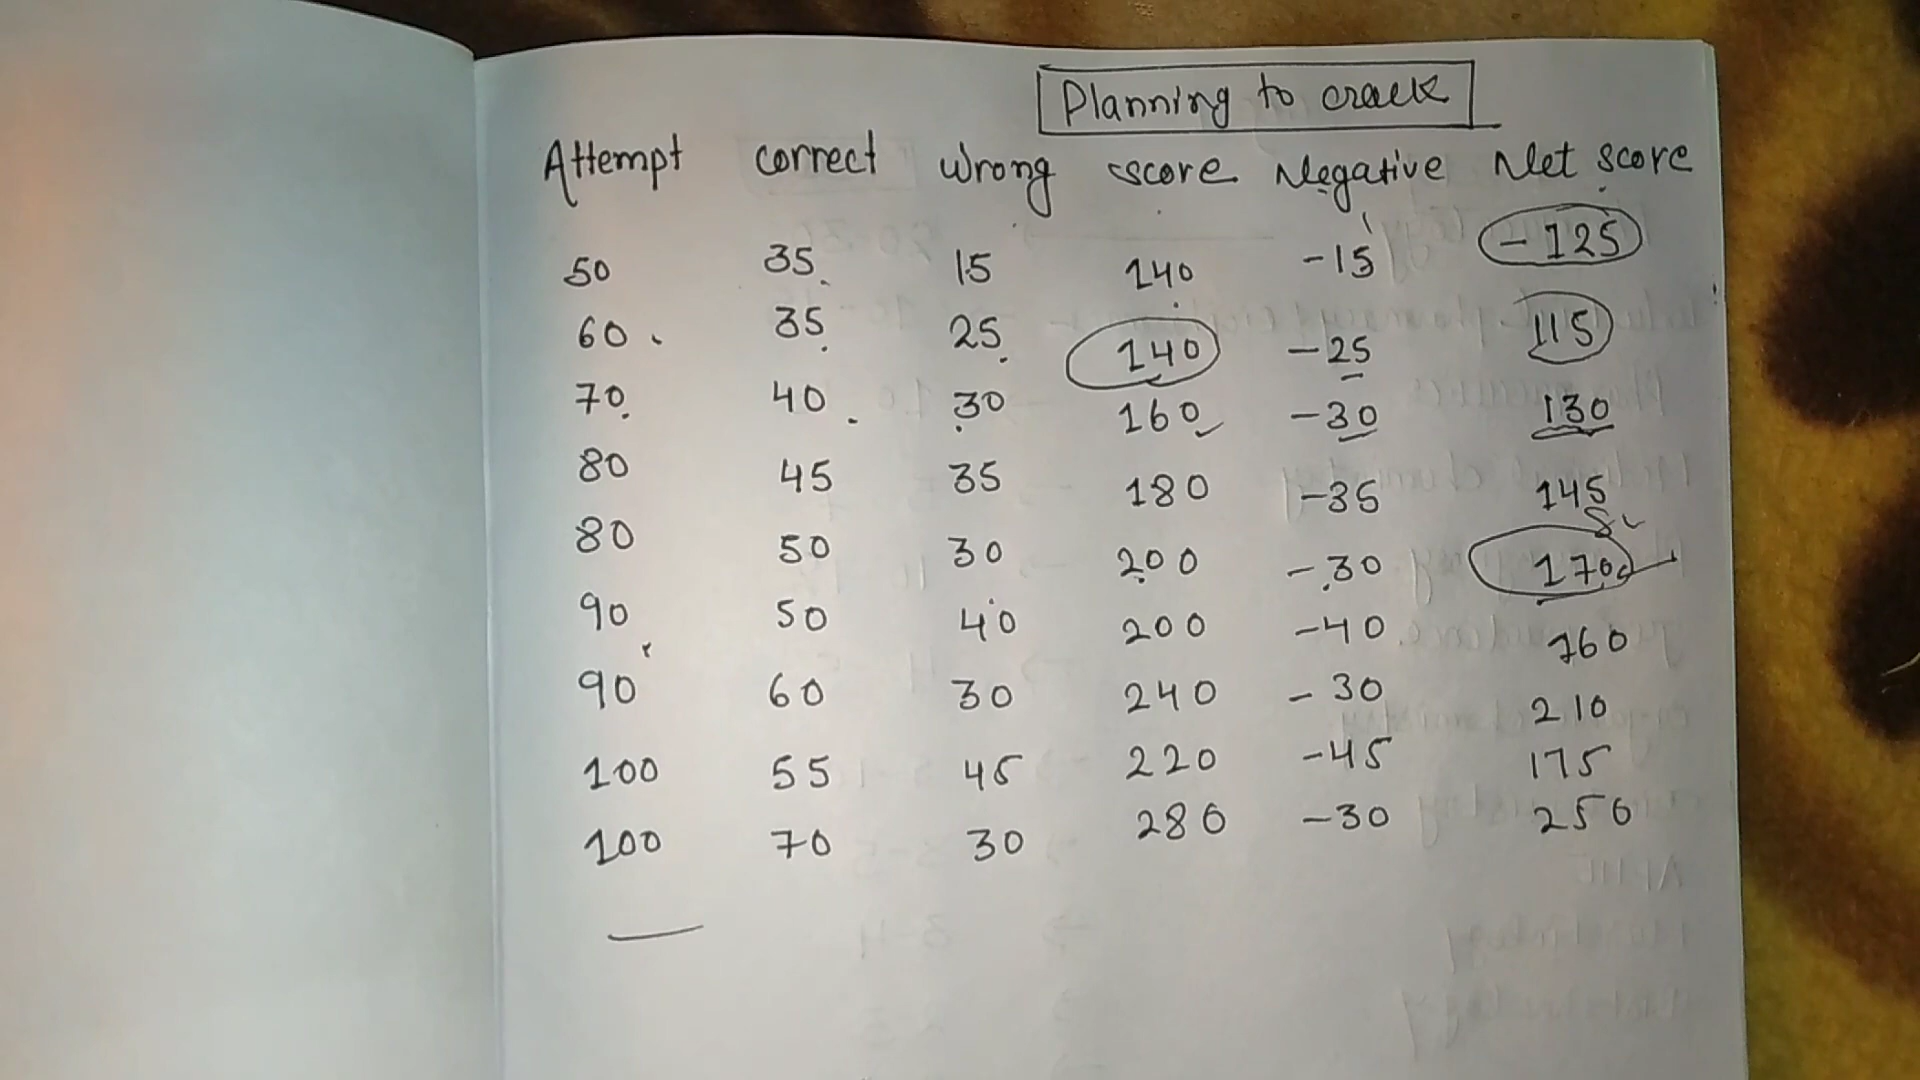 Planning to crack
Attempt correct wrong score Negative Net score
50 35 15 140 -15 -125
60 35 25 140 -25 115
70 40 30 160 -30 130
80 45 35 180 -35 145
80 50 30 200 -30 170
90 50 40 200 -40 160
90 60 30 240 -30 210
100 55 45 220 -45 175
100 70 30 280 -30 250